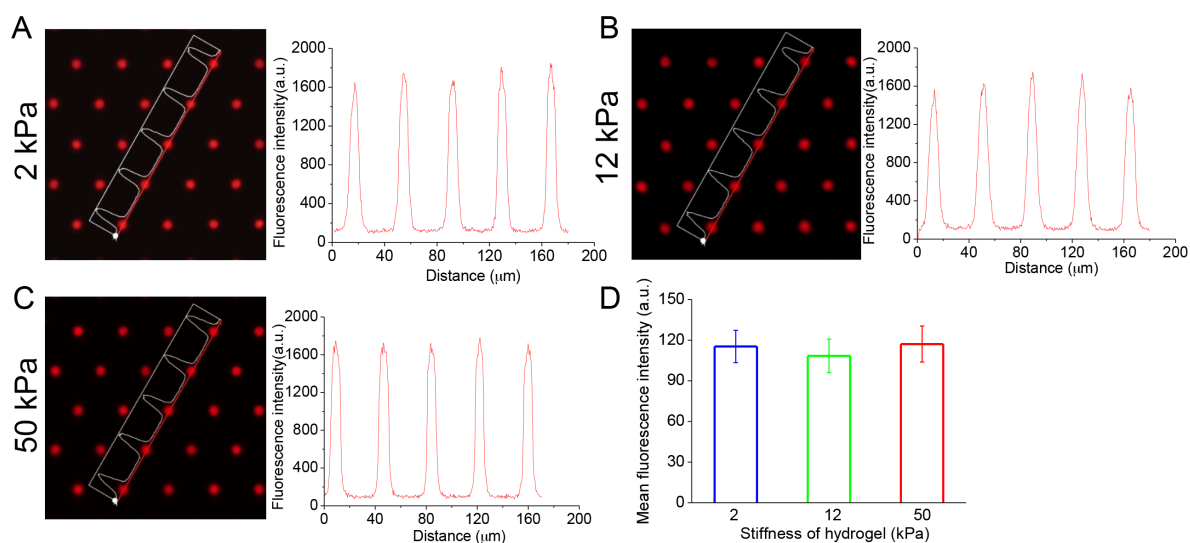 A
2 kPa
Fluorescence intensity(a.u.)
2000
1600
1200
800
400
0
0 40 80 120 160 200
Distance (μm)
B
12 kPa
Fluorescence intensity(a.u.)
2000
1600
1200
800
400
0
0 40 80 120 160 200
Distance (μm)
C
50 kPa
Fluorescence intensity(a.u.)
2000
1600
1200
800
400
0
0 40 80 120 160 200
Distance (μm)
D
Mean fluorescence intensity (a.u.)
150
120
90
60
30
0
2 12 50
Stiffness of hydrogel (kPa)